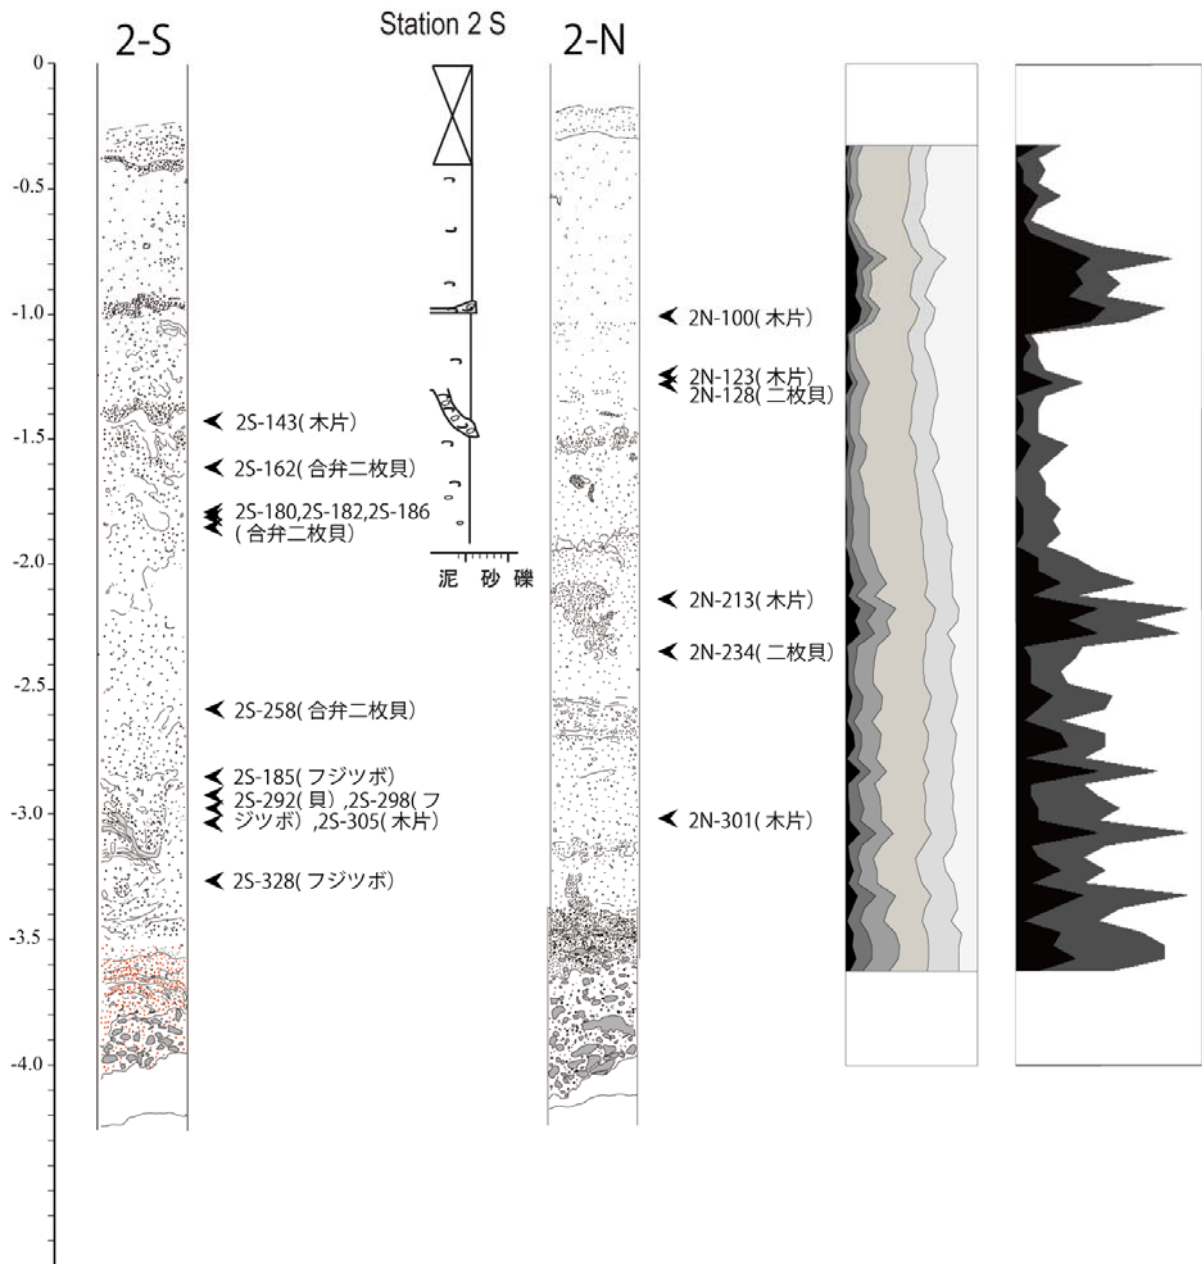 2-S
Station 2 S
2-N
0
-0.5
-1.0
-1.5
-2.0
-2.5
-3.0
-3.5
-4.0
2S-143( 木片)
2S-162( 合弁二枚貝)
2S-180,2S-182,2S-186
( 合弁二枚貝)
2S-258( 合弁二枚貝)
2S-185( フジツボ)
2S-292( 貝) ,2S-298( フ
ジツボ) ,2S-305( 木片)
2S-328( フジツボ)
泥 砂 礫
2N-100( 木片)
2N-123( 木片)
2N-128( 二枚貝)
2N-213( 木片)
2N-234( 二枚貝)
2N-301( 木片)